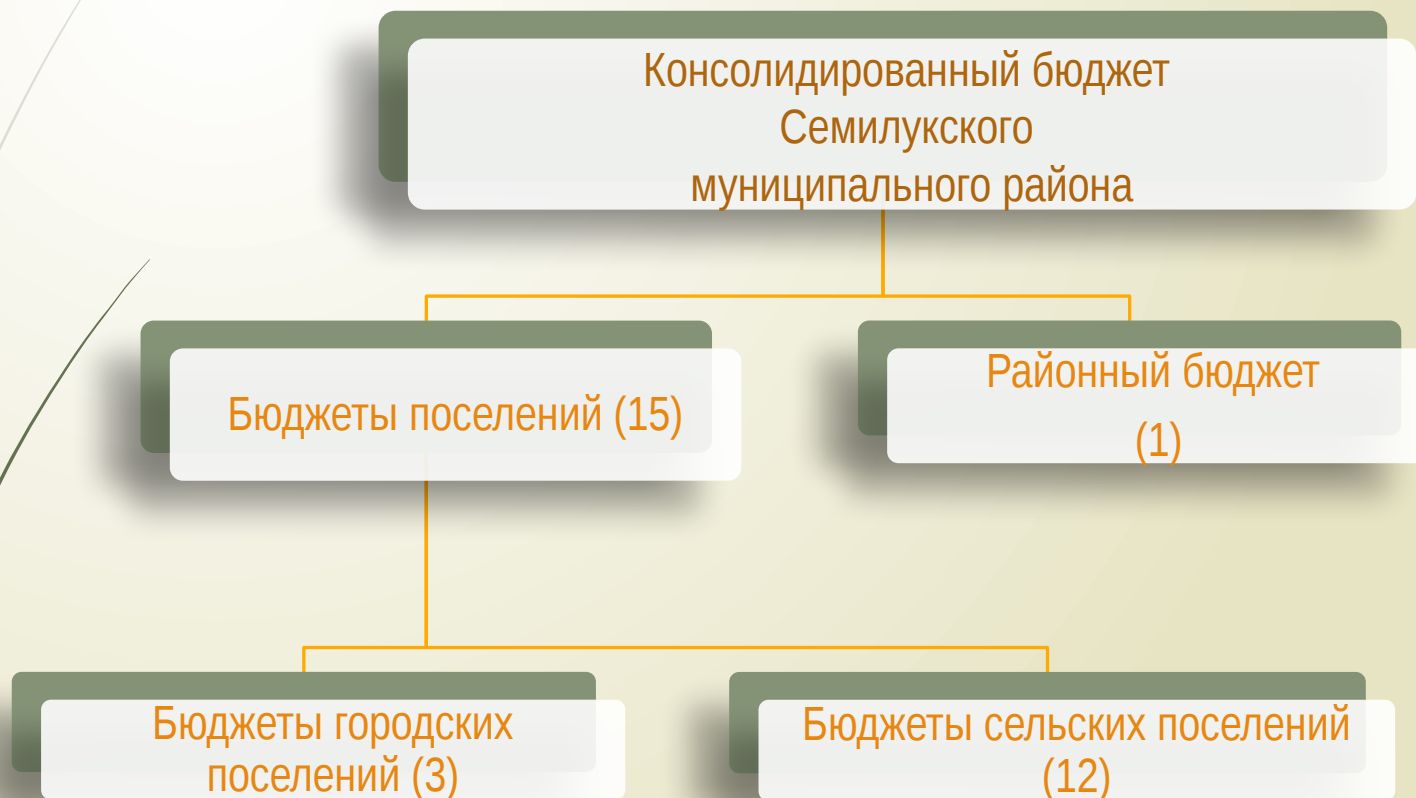 Консолидированный бюджет
Семилукского
муниципального района
Бюджеты поселений (15)
Районный бюджет
(1)
Бюджеты городских
поселений (3)
Бюджеты сельских поселений
(12)